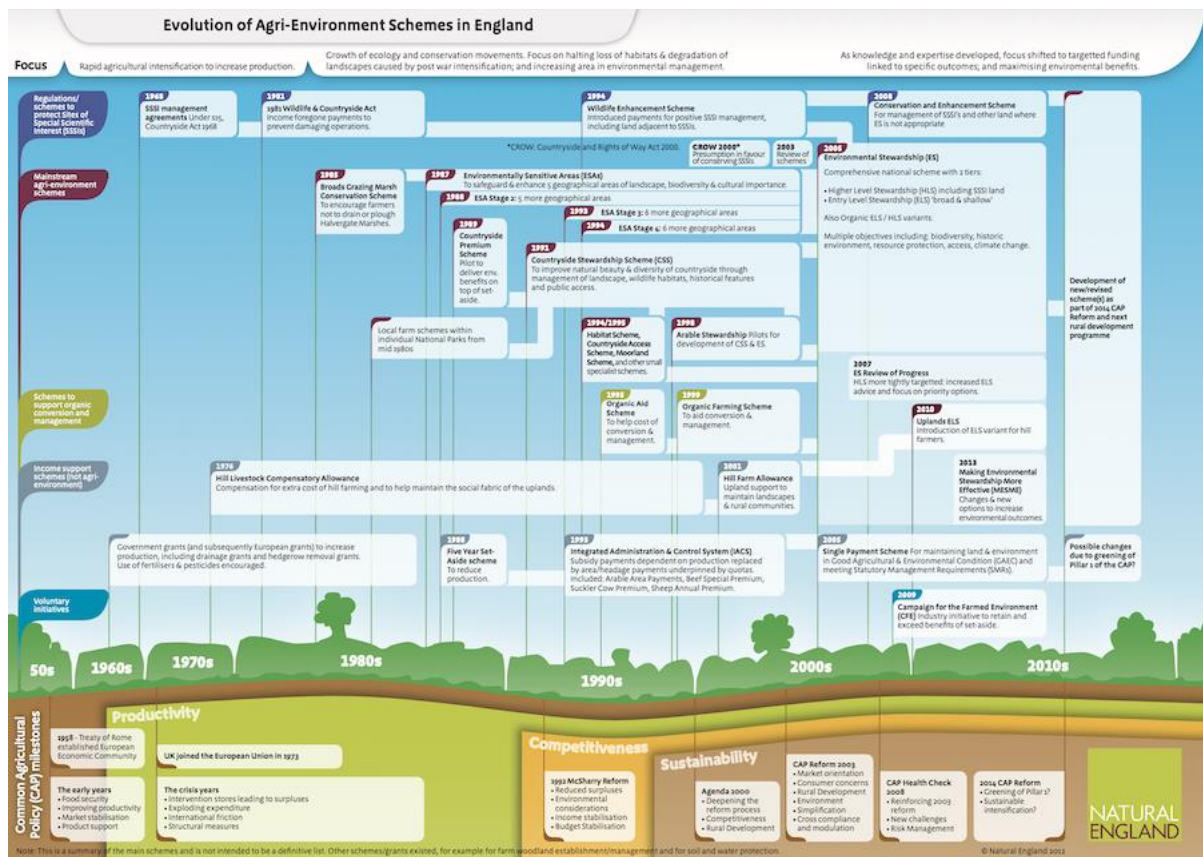 Evolution of Agri-Environment Schemes in England
Focus
Rapid agricultural intensification to increase production.
Growth of ecology and conservation movements. Focus on halting loss of habitats & degradation of
landscapes caused by post war intensification; and increasing area in environmental management.
As knowledge and expertise developed, focus shifted to targetted funding
linked to specific outcomes; and maximising enviromental benefits.
Regulations/
schemes to
protect Sites of
Special Scientific
Interest (SSSIs)
1968
SSSI management
agreements Under s15,
Countryside Act 1968
1981
1981 Wildlife & Countryside Act
Income foregone payments to
prevent damaging operations.
1994
Wildlife Enhancement Scheme
Introduced payments for positive SSSI management,
including land adjacent to SSSIs.
2008
Conservation and Enhancement Scheme
For management of SSSI's and other land where
ES is not appropriate
*CROW: Countryside and Rights of Way Act 2000.
CROW 2000*
Presumption in favour
of conserving SSSIs
2003
Review of
schemes
Mainstream
agri-environment
schemes
1985
Broads Grazing Marsh
Conservation Scheme
To encourage farmers
not to drain or plough
Halvergate Marshes.
1987
Environmentally Sensitive Areas (ESAs)
To safeguard & enhance 5 geographical areas of landscape, biodiversity & cultural importance.
1988
ESA Stage 2: 5 more geographical areas
1993
ESA Stage 3: 6 more geographical areas
1994
ESA Stage 4: 6 more geographical areas
1989
Countryside
Premium
Scheme
Pilot to
deliver env.
benefits on
top of set-
aside.
1991
Countryside Stewardship Scheme (CSS)
To improve natural beauty & diversity of countryside through
management of landscape, wildlife habitats, historical features
and public access.
Local farm schemes within
individual National Parks from
mid 1980s
1994/1995
Habitat Scheme,
Countryside Access
Scheme, Moorland
Scheme, and other small
specialist schemes.
1998
Arable Stewardship Pilots for
development of CSS & ES.
2005
Environmental Stewardship (ES)
Comprehensive national scheme with 2 tiers:
• Higher Level Stewardship (HLS) including SSSI land
• Entry Level Stewardship (ELS) 'broad & shallow'
Also Organic ELS / HLS variants.
Multiple objectives including: biodiversity, historic
environment, resource protection, access, climate change.
Development of
new/revised
scheme(s) as
part of 2014 CAP
Reform and next
rural development
programme
2007
ES Review of Progress
HLS more tightly targetted: increased ELS
advice and focus on priority options.
Schemes to
support organic
conversion and
management
1995
Organic Aid
Scheme
To help cost of
conversion &
management.
1999
Organic Farming Scheme
To aid conversion &
management.
2010
Uplands ELS
Introduction of ELS variant for hill
farmers.
Income support
schemes (not agri-
environment)
1976
Hill Livestock Compensatory Allowance
Compensation for extra cost of hill farming and to help maintain the social fabric of the uplands.
2001
Hill Farm Allowance
Upland support to
maintain landscapes
& rural communities.
2013
Making Environmental
Stewardship More
Effective (MESME)
Changes & new
options to increase
environmental outcomes.
Government grants (and subsequently European grants) to increase
production, including drainage grants and hedgerow removal grants.
Use of fertilisers & pesticides encouraged.
1988
Five Year Set-
Aside scheme
To reduce
production.
1993
Integrated Administration & Control System (IACS)
Subsidy payments dependent on production replaced
by area/headage payments underpinned by quotas.
Included: Arable Area Payments, Beef Special Premium,
Suckler Cow Premium, Sheep Annual Premium.
2005
Single Payment Scheme For maintaining land & environment
in Good Agricultural & Environmental Condition (GAEC) and
meeting Statutory Management Requirements (SMRs).
Possible changes
due to greening of
Pillar 1 of the CAP?
Voluntary
initiatives
2009
Campaign for the Farmed Environment
(CFE) Industry initiative to retain and
exceed benefits of set-aside.
50s
1960s
1970s
1980s
1990s
2000s
2010s
Common Agricultural
Policy (CAP) milestones
Productivity
Competitiveness
Sustainability
1958 - Treaty of Rome
established European
Economic Community
UK joined the European Union in 1973
The early years
• Food security
• Improving productivity
• Market stabilisation
• Product support
The crisis years
• Intervention stores leading to surpluses
• Exploding expenditure
• International friction
• Structural measures
1992 McSharry Reform
• Reduced surpluses
• Environmental
considerations
• Income stabilisation
• Budget Stabilisation
Agenda 2000
• Deepening the
reform process
• Competitiveness
• Rural Development
CAP Reform 2003
• Market orientation
• Consumer concerns
• Rural Development
• Environment
• Simplification
• Cross compliance
and modulation
CAP Health Check
2008
• Reinforcing 2003
reform
• New challenges
• Risk Management
2014 CAP Reform
• Greening of Pillar 1?
• Sustainable
intensification?
NATURAL
ENGLAND
Note: This is a summary of the main schemes and is not intended to be a definitive list. Other schemes/grants existed, for example for farm woodland establishment/management and for soil and water protection.
© Natural England 2012